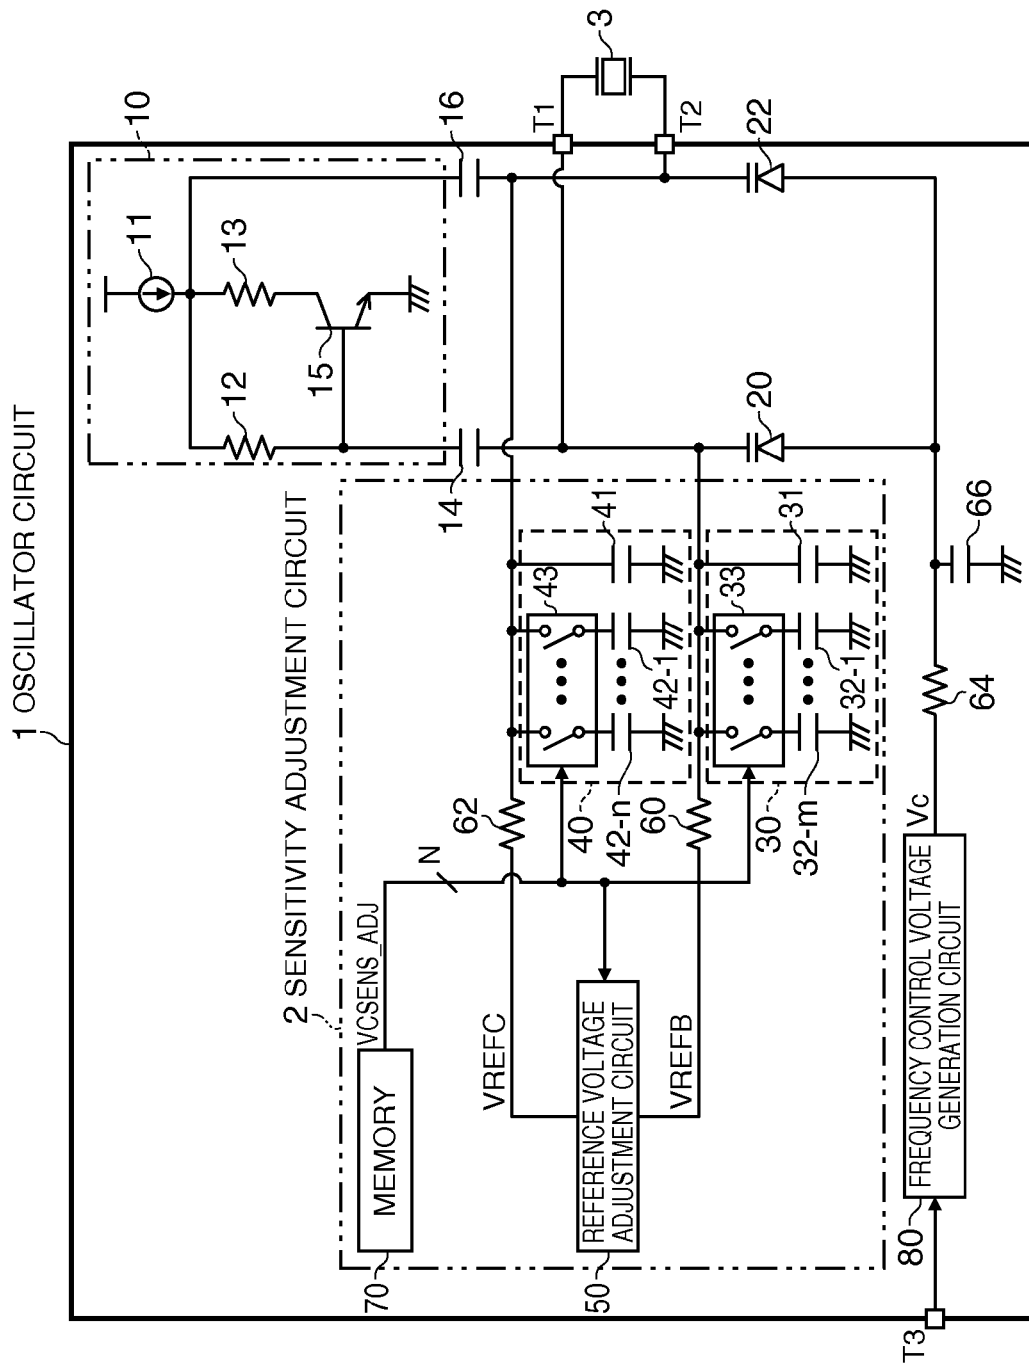 1 OSCILLATOR CIRCUIT
10
11
12
13
15
14
16
3
T1
T2
22
20
2 SENSITIVITY ADJUSTMENT CIRCUIT
MEMORY
70
VCSENS_ADJ
N
VREFC
62
40
43
41
42-n
42-1
REFERENCE VOLTAGE
ADJUSTMENT CIRCUIT
50
VREFB
60
30
33
31
32-m
32-1
T3
80
FREQUENCY CONTROL VOLTAGE
GENERATION CIRCUIT
Vc
64
66